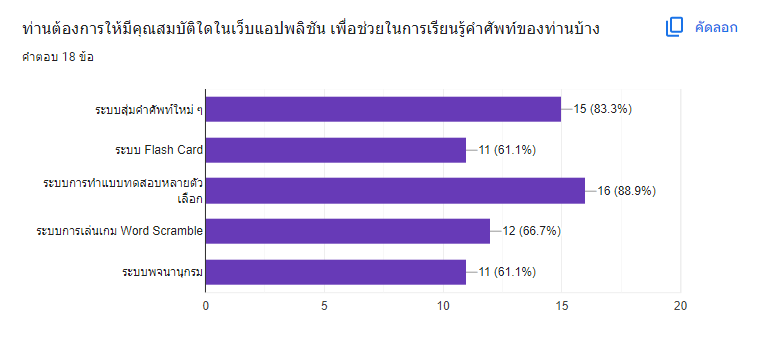 ท่านต้องการให้มีคุณสมบัติใดในเว็บแอปพลิชัน เพื่อช่วยในการเรียนรู้คำศัพท์ของท่านบ้าง
คัดลอก
คำตอบ 18 ข้อ
ระบบสุ่มคำศัพท์ใหม่ ๆ
15 (83.3%)
ระบบ Flash Card
11 (61.1%)
ระบบการทำแบบทดสอบหลายตัว
เลือก
16 (88.9%)
ระบบการเล่นเกม Word Scramble
12 (66.7%)
ระบบพจนานุกรม
11 (61.1%)
0 5 10 15 20